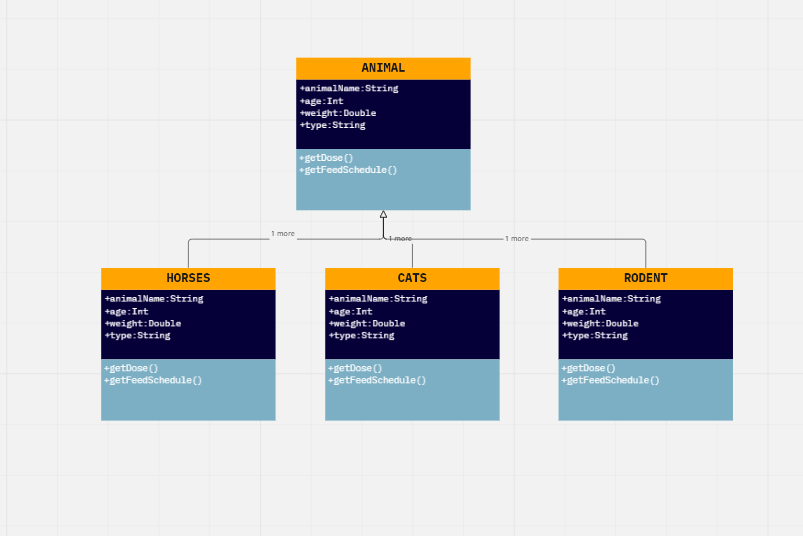 ANIMAL
+animalName:String
+age:Int
+weight:Double
+type:String
+getDose()
+getFeedSchedule()
1 more
1 more
1 more
HORSES
+animalName:String
+age:Int
+weight:Double
+type:String
+getDose()
+getFeedSchedule()
CATS
+animalName:String
+age:Int
+weight:Double
+type:String
+getDose()
+getFeedSchedule()
RODENT
+animalName:String
+age:Int
+weight:Double
+type:String
+getDose()
+getFeedSchedule()